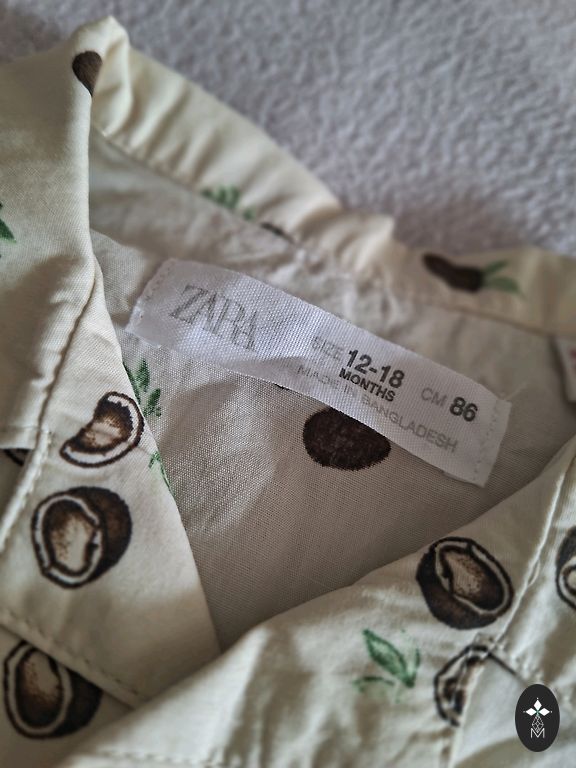 ZARA
SIZE 12-18 CM 86
MONTHS
MADE IN BANGLADESH
M